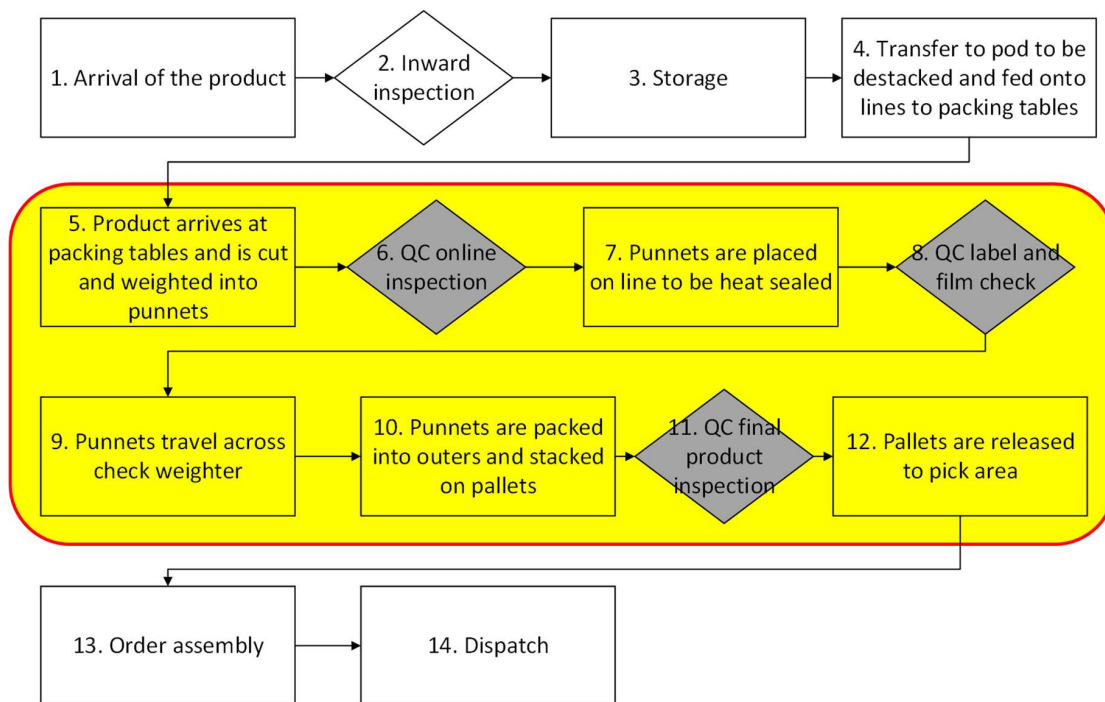 1. Arrival of the product
2. Inward
inspection
3. Storage
4. Transfer to pod to be
destacked and fed onto
lines to packing tables
5. Product arrives at
packing tables and is cut
and weighted into
punnets
6. QC online
inspection
7. Punnets are placed
on line to be heat sealed
8. QC label and
film check
9. Punnets travel across
check weighter
10. Punnets are packed
into outers and stacked
on pallets
11. QC final
product
inspection
12. Pallets are released
to pick area
13. Order assembly
14. Dispatch